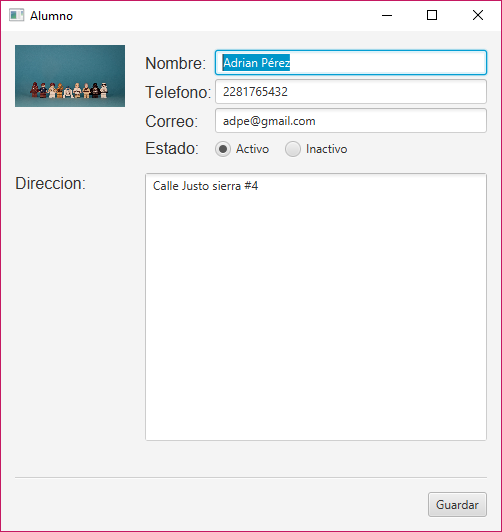 Alumno
Nombre: Adrian Pérez
Telefono: 2281765432
Correo: adpe@gmail.com
Estado: Activo Inactivo
Direccion: Calle Justo sierra #4
Guardar